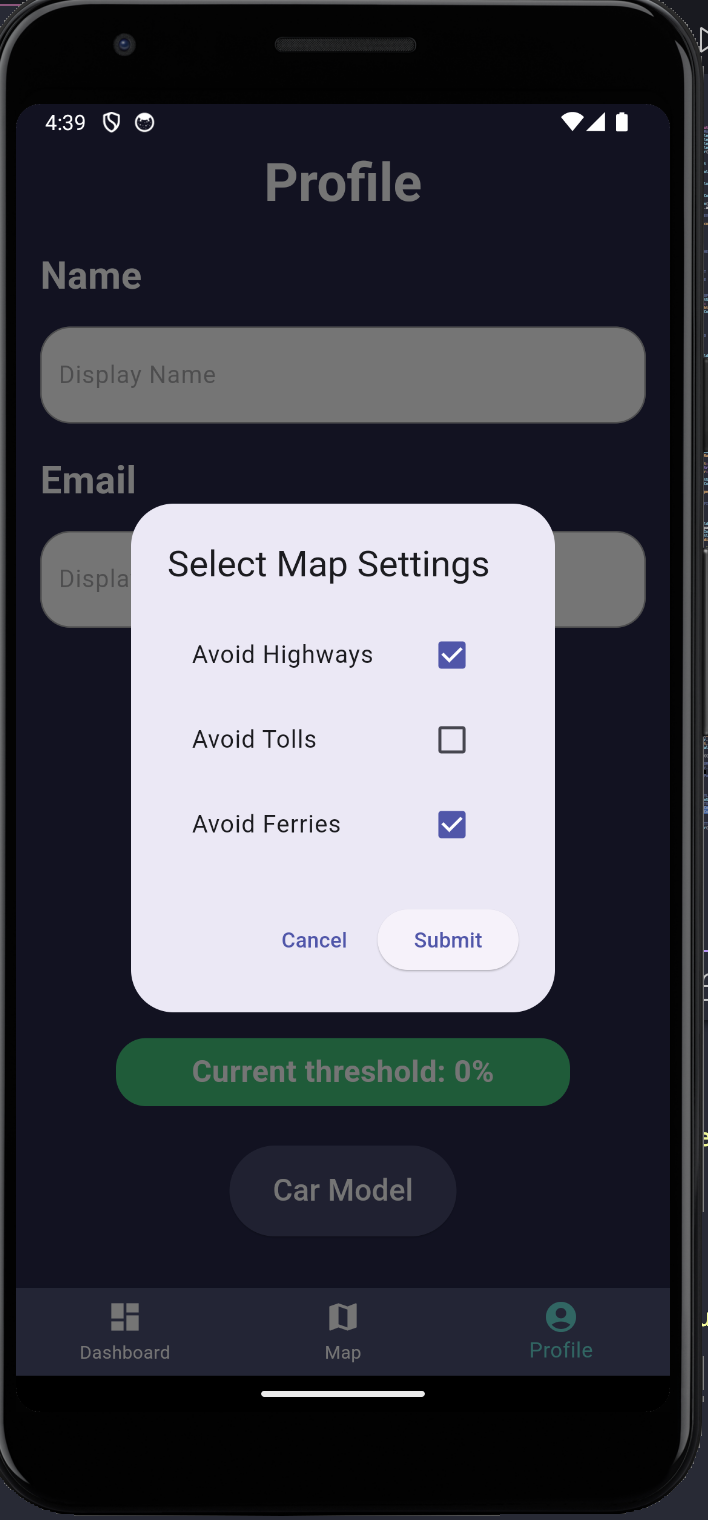 4:39
Profile
Name
Display Name
Email
Displa
Select Map Settings
Avoid Highways
Avoid Tolls
Avoid Ferries
Cancel Submit
Current threshold: 0%
Car Model
Dashboard Map Profile